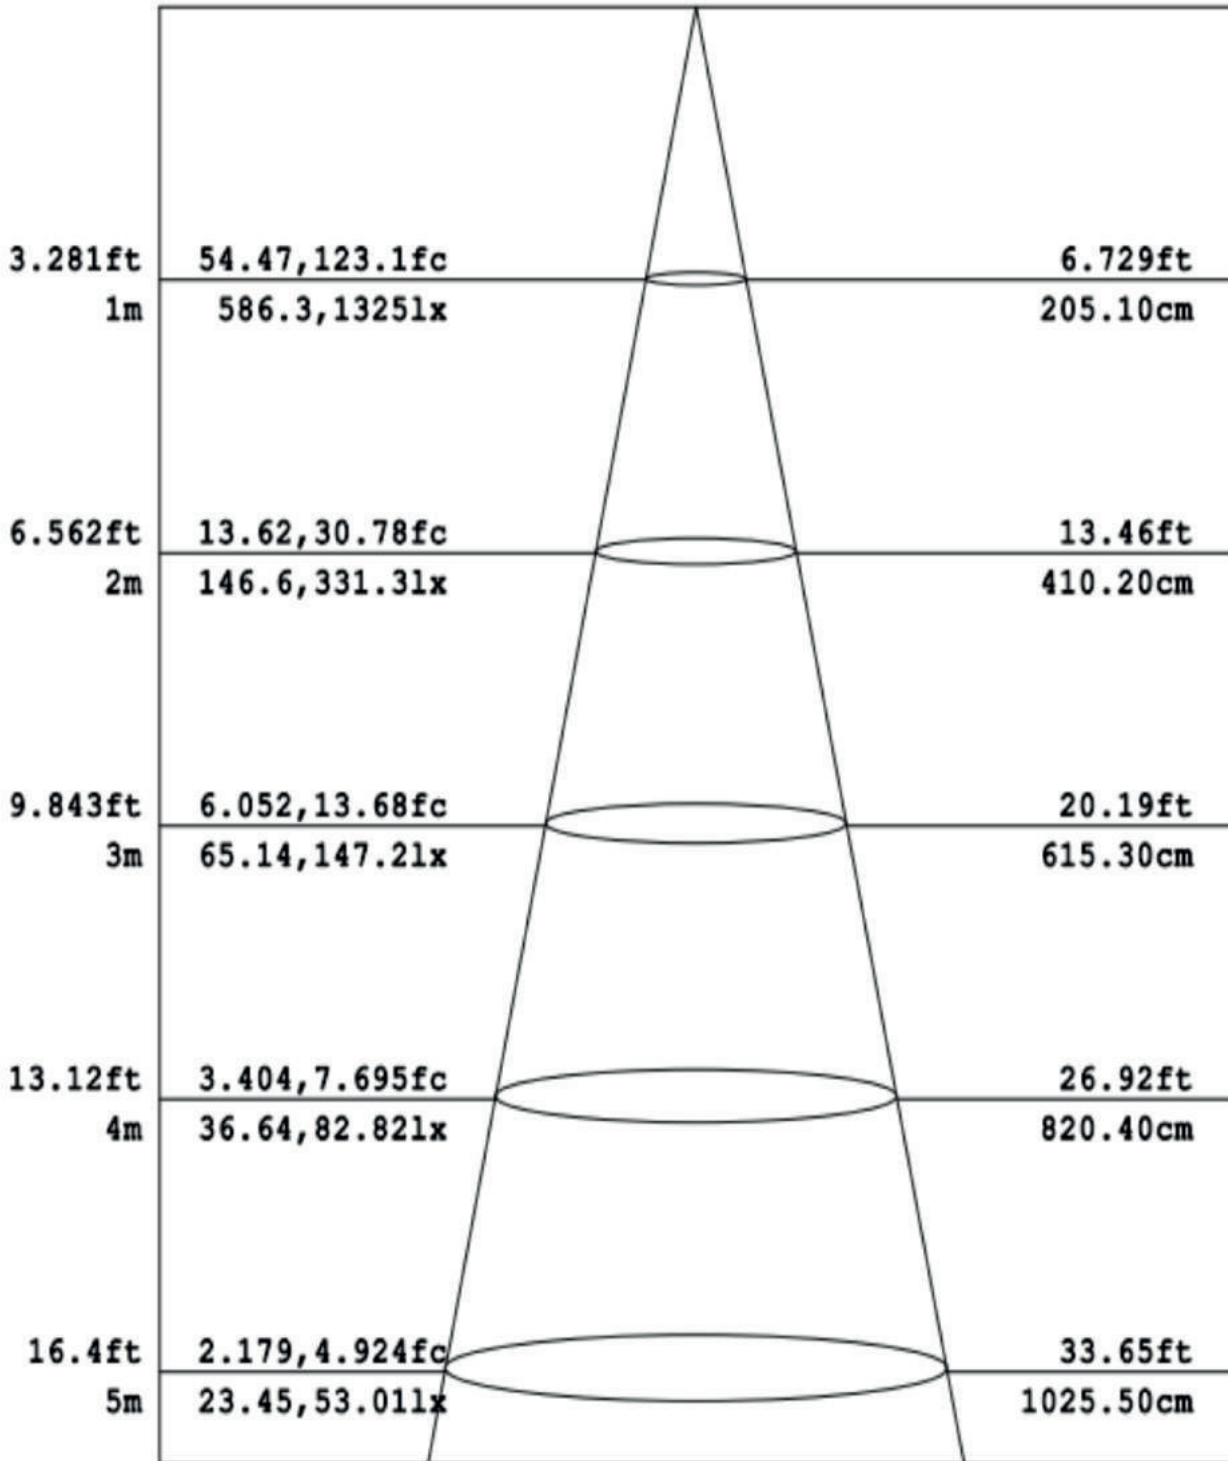 3.281ft 54.47,123.1fc 6.729ft
1m 586.3,1325lx 205.10cm
6.562ft 13.62,30.78fc 13.46ft
2m 146.6,331.3lx 410.20cm
9.843ft 6.052,13.68fc 20.19ft
3m 65.14,147.2lx 615.30cm
13.12ft 3.404,7.695fc 26.92ft
4m 36.64,82.82lx 820.40cm
16.4ft 2.179,4.924fc 33.65ft
5m 23.45,53.01lx 1025.50cm